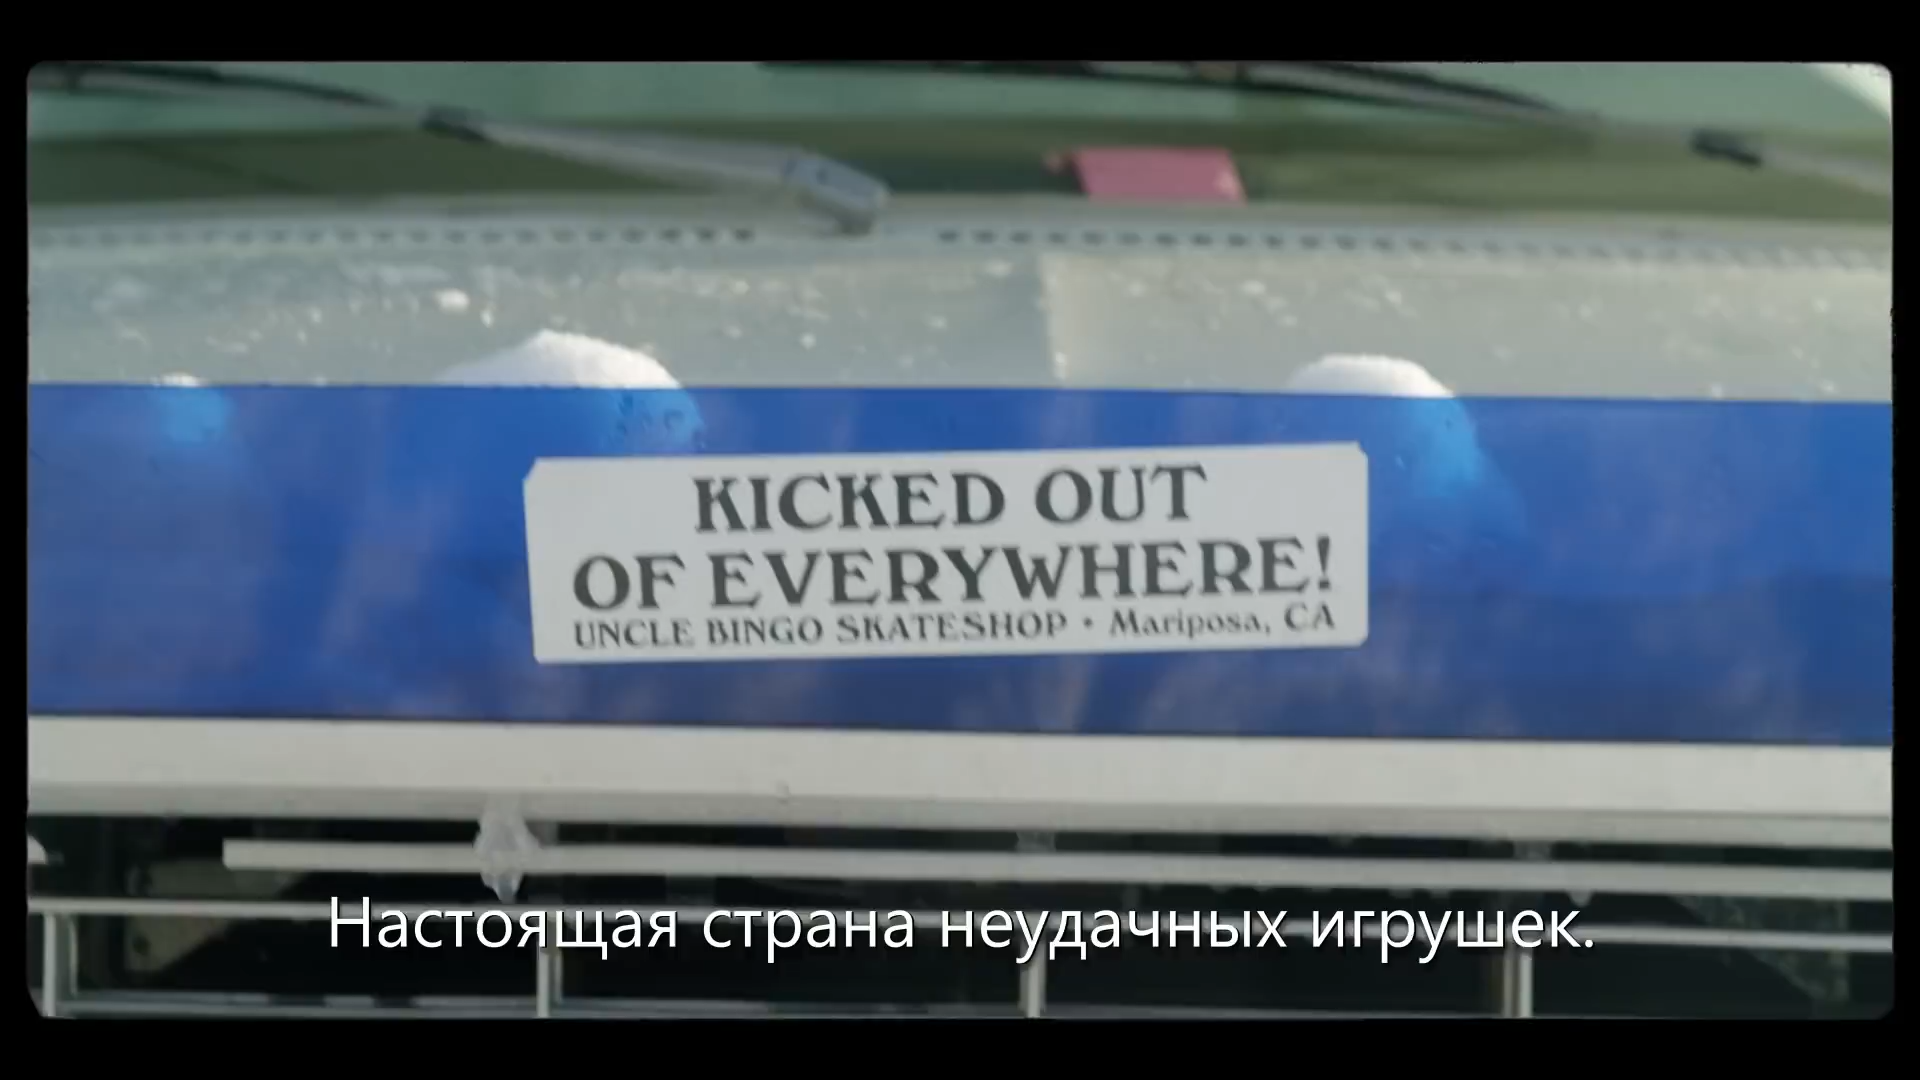 KICKED OUT
OF EVERYWHERE!
UNCLE BINGO SKATESHOP • Mariposa, CA
Настоящая страна неудачных игрушек.